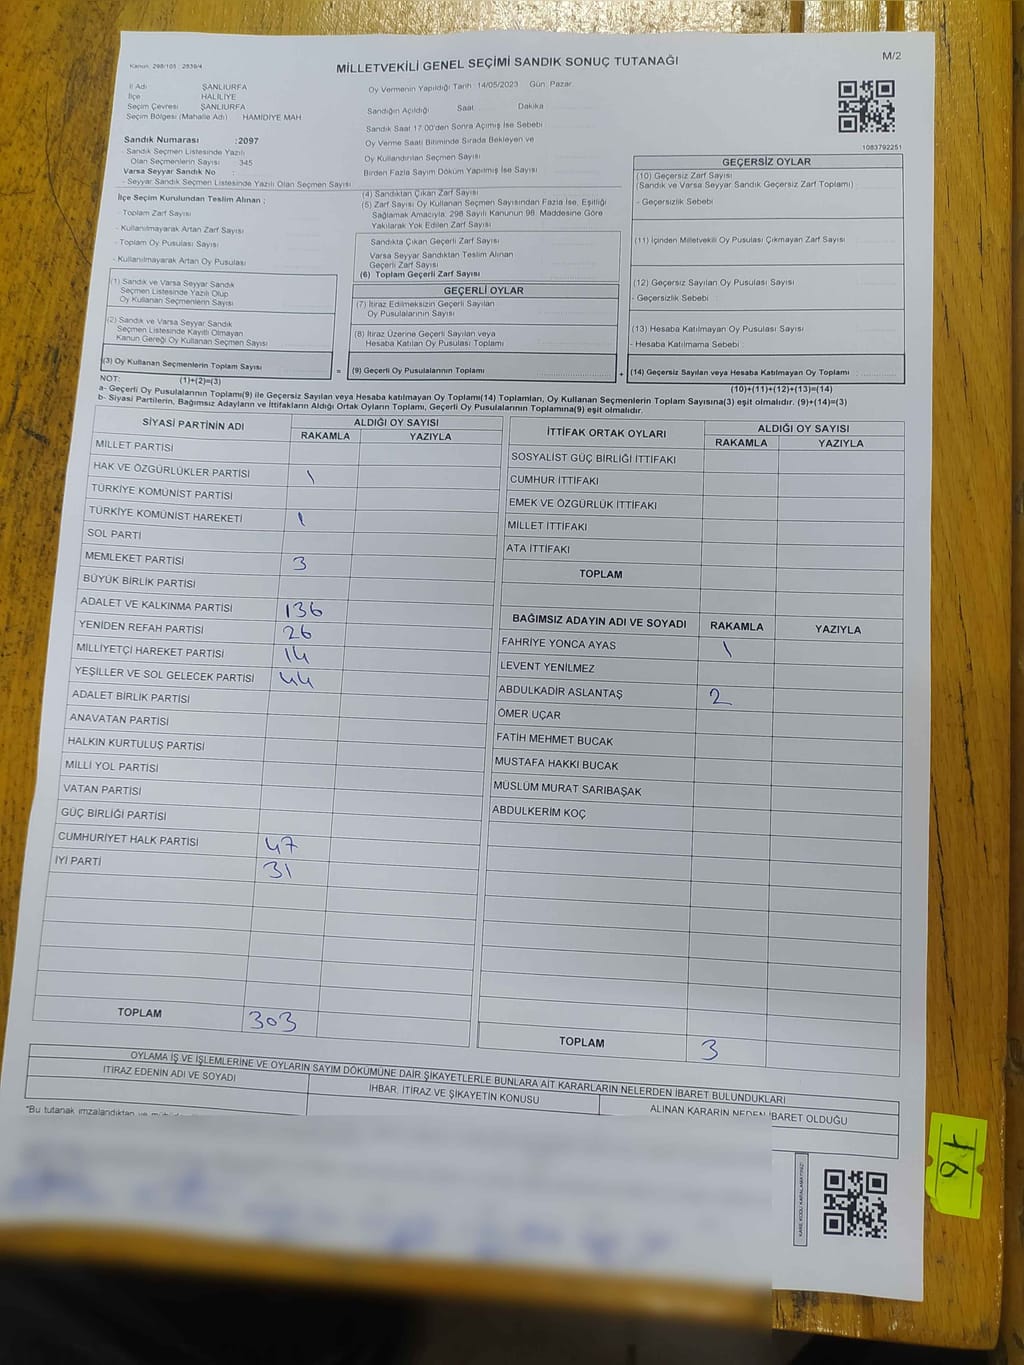 Kanun: 298/105 : 2839/4
MİLLETVEKİLİ GENEL SEÇİMİ SANDIK SONUÇ TUTANAĞI
M/2
İl Adı : ŞANLIURFA
İlçe : HALİLİYE
Seçim Çevresi : ŞANLIURFA
Seçim Bölgesi (Mahalle Adı) : HAMİDİYE MAH.
Sandık Numarası :2097
- Sandık Seçmen Listesinde Yazılı
Olan Seçmenlerin Sayısı : 345
Varsa Seyyar Sandık No :
- Seyyar Sandık Seçmen Listesinde Yazılı Olan Seçmen Sayısı
İlçe Seçim Kurulundan Teslim Alınan ;
- Toplam Zarf Sayısı
- Kullanılmayarak Artan Zarf Sayısı
- Toplam Oy Pusulası Sayısı
- Kullanılmayarak Artan Oy Pusulası
Oy Vermenin Yapıldığı Tarih: 14/05/2023 Gün: Pazar
Sandığın Açıldığı Saat Dakika
Sandık Saat 17.00'den Sonra Açımış İse Sebebi
Oy Verme Saati Bitiminde Sırada Bekleyen ve
Oy Kullandırılan Seçmen Sayısı
Birden Fazla Sayım Döküm Yapılmış İse Sayısı
(4) Sandıktan Çıkan Zarf Sayısı
(5) Zarf Sayısı Oy Kullanan Seçmen Sayısından Fazla İse, Eşitliği
Sağlamak Amacıyla: 298 Sayılı Kanunun 98. Maddesine Göre
Yakılarak Yok Edilen Zarf Sayısı
Sandıkta Çıkan Geçerli Zarf Sayısı
Varsa Seyyar Sandıktan Teslim Alınan
Geçerli Zarf Sayısı
(6) Toplam Geçerli Zarf Sayısı
1083792251
GEÇERSİZ OYLAR
(10) Geçersiz Zarf Sayısı
(Sandık ve Varsa Seyyar Sandık Geçersiz Zarf Toplamı)
- Geçersizlik Sebebi
(11) İçinden Milletvekili Oy Pusulası Çıkmayan Zarf Sayısı
(12) Geçersiz Sayılan Oy Pusulası Sayısı
- Geçersizlik Sebebi :
(13) Hesaba Katılmayan Oy Pusulası Sayısı
- Hesaba Katılmama Sebebi :
(1) Sandık ve Varsa Seyyar Sandık
Seçmen Listesinde Yazılı Olup
Oy Kullanan Seçmenlerin Sayısı
(2) Sandık ve Varsa Seyyar Sandık
Seçmen Listesinde Kayıtlı Olmayan
Kanun Gereği Oy Kullanan Seçmen Sayısı
GEÇERLİ OYLAR
(7) İtiraz Edilmeksizin Geçerli Sayılan
Oy Pusulalarının Sayısı
(8) İtiraz Üzerine Geçerli Sayılan veya
Hesaba Katılan Oy Pusulası Toplamı
(3) Oy Kullanan Seçmenlerin Toplam Sayısı = (9) Geçerli Oy Pusulalarının Toplamı + (14) Geçersiz Sayılan veya Hesaba Katılmayan Oy Toplamı :
NOT: (1)+(2)=(3) (10)+(11)+(12)+(13)=(14)
a- Geçerli Oy Pusulalarının Toplamı(9) ile Geçersiz Sayılan veya Hesaba katılmayan Oy Toplamı(14) Toplamları, Oy Kullanan Seçmenlerin Toplam Sayısına(3) eşit olmalıdır. (9)+(14)=(3)
b- Siyasi Partilerin, Bağımsız Adayların ve İttifakların Aldığı Ortak Oyların Toplamı, Geçerli Oy Pusulalarının Toplamına(9) eşit olmalıdır.
SİYASİ PARTİNİN ADI ALDIĞI OY SAYISI
RAKAMLA YAZIYLA
MİLLET PARTİSİ
HAK VE ÖZGÜRLÜKLER PARTİSİ 1
TÜRKİYE KOMÜNİST PARTİSİ
TÜRKİYE KOMÜNİST HAREKETİ 1
SOL PARTİ
MEMLEKET PARTİSİ 3
BÜYÜK BİRLİK PARTİSİ
ADALET VE KALKINMA PARTİSİ 136
YENİDEN REFAH PARTİSİ 26
MİLLİYETÇİ HAREKET PARTİSİ 14
YEŞİLLER VE SOL GELECEK PARTİSİ 44
ADALET BİRLİK PARTİSİ
ANAVATAN PARTİSİ
HALKIN KURTULUŞ PARTİSİ
MİLLİ YOL PARTİSİ
VATAN PARTİSİ
GÜÇ BİRLİĞİ PARTİSİ
CUMHURİYET HALK PARTİSİ 47
İYİ PARTİ 31
TOPLAM 303
İTTİFAK ORTAK OYLARI ALDIĞI OY SAYISI
RAKAMLA YAZIYLA
SOSYALİST GÜÇ BİRLİĞİ İTTİFAKI
CUMHUR İTTİFAKI
EMEK VE ÖZGÜRLÜK İTTİFAKI
MİLLET İTTİFAKI
ATA İTTİFAKI
TOPLAM
BAĞIMSIZ ADAYIN ADI VE SOYADI RAKAMLA YAZIYLA
FAHRİYE YONCA AYAS 1
LEVENT YENİLMEZ
ABDULKADİR ASLANTAŞ 2
ÖMER UÇAR
FATİH MEHMET BUCAK
MUSTAFA HAKKI BUCAK
MÜSLÜM MURAT SARIBAŞAK
ABDULKERİM KOÇ
TOPLAM 3
OYLAMA İŞ VE İŞLEMLERİNE VE OYLARIN SAYIM DÖKÜMÜNE DAİR ŞİKAYETLERLE BUNLARA AİT KARARLARIN NELERDEN İBARET BULUNDUKLARI
İTİRAZ EDENİN ADI VE SOYADI İHBAR, İTİRAZ VE ŞİKAYETİN KONUSU ALINAN KARARIN NEDEN İBARET OLDUĞU
"Bu tutanak imzalandıktan ve
KARE KODU KARALAMAYINIZ!